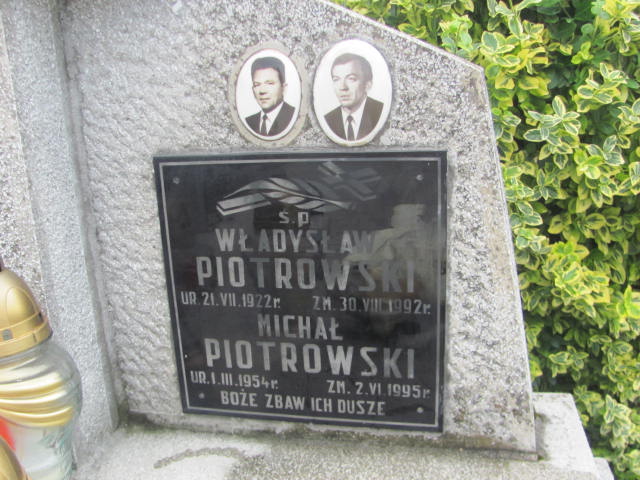 Ś.P
WŁADYSŁAW
PIOTROWSKI
UR. 21. VII. 1922r. ZM. 30. VIII. 1992r.
MICHAŁ
PIOTROWSKI
UR. 1. III. 1954r. ZM. 2. VI. 1995r.
BOŻE ZBAW ICH DUSZE